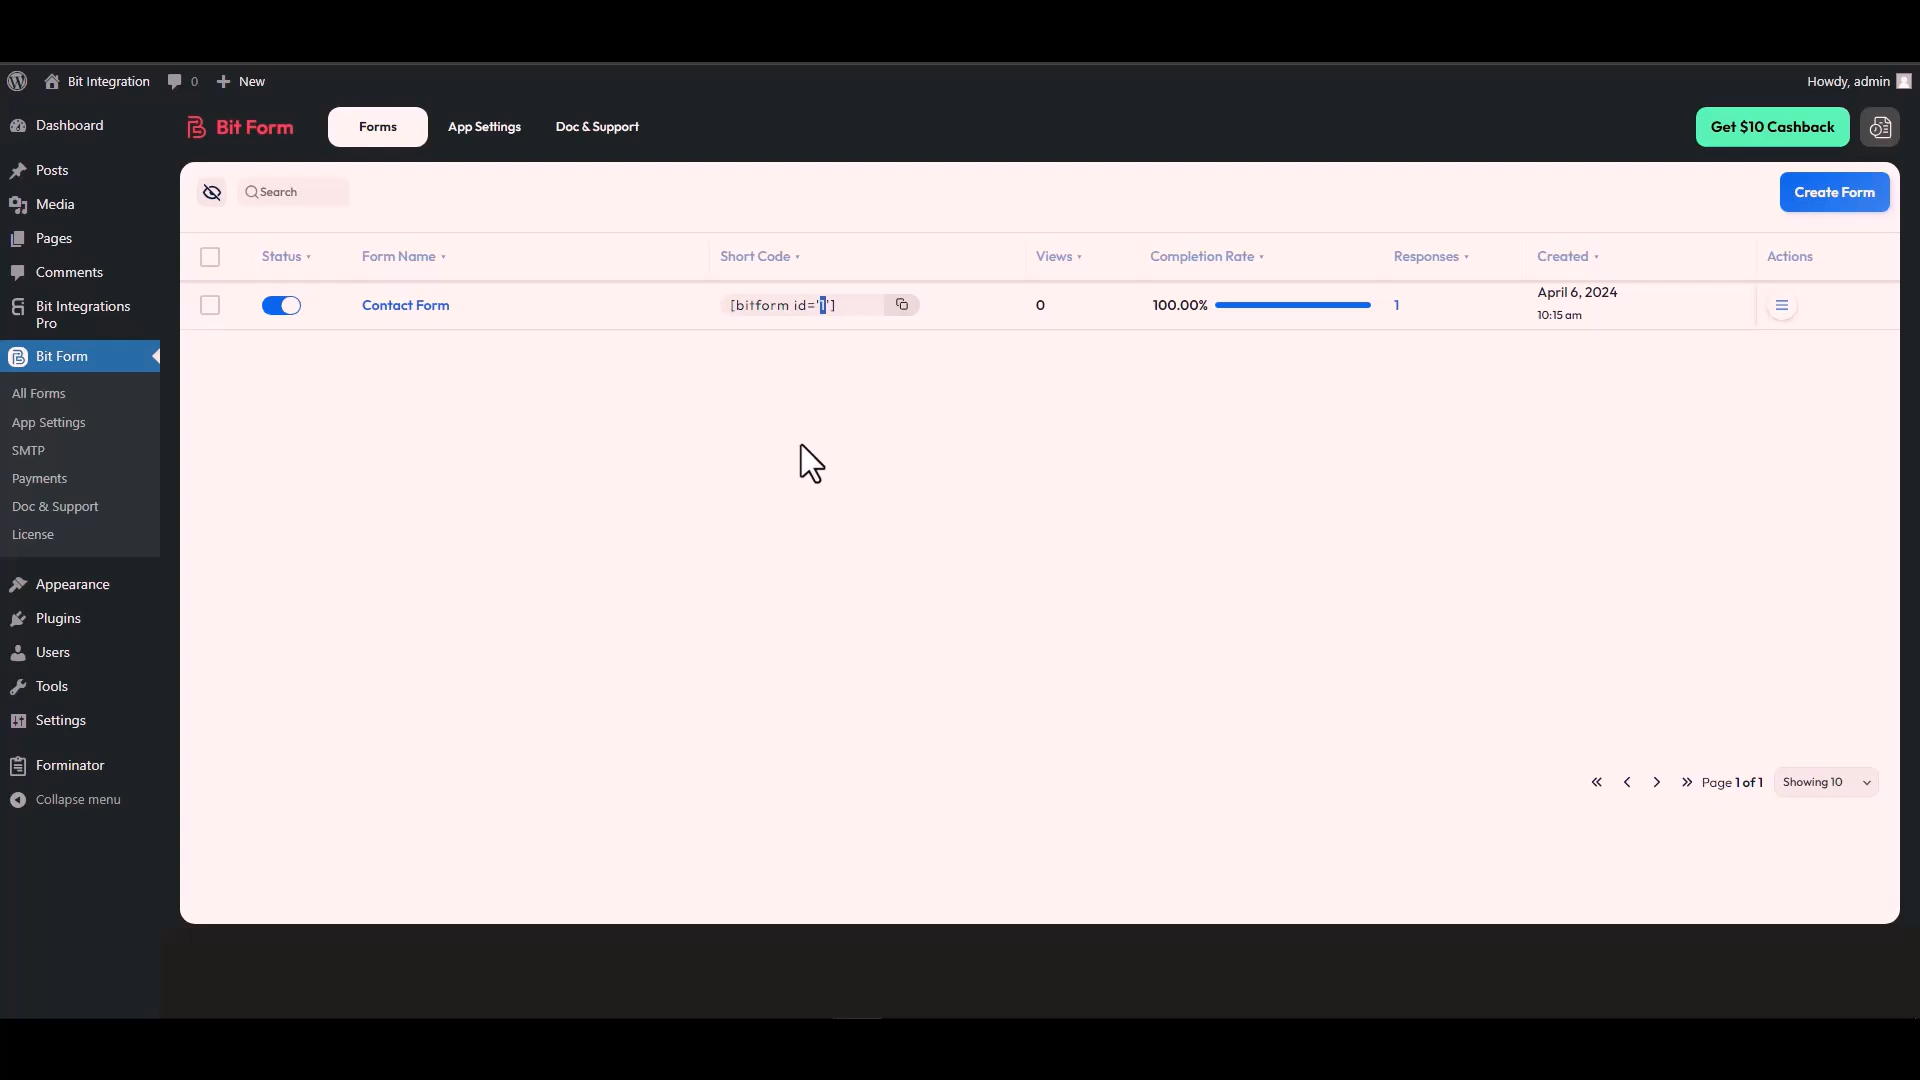 Bit Integration 0 New Howdy, admin
Dashboard
Posts
Media
Pages
Comments
Bit Integrations
Pro
Bit Form
All Forms
App Settings
SMTP
Payments
Doc & Support
License
Appearance
Plugins
Users
Tools
Settings
Forminator
Collapse menu
Bit Form Forms App Settings Doc & Support Get $10 Cashback
Search Create Form
Status Form Name Short Code Views Completion Rate Responses Created Actions
Contact Form [bitform id='1'] 0 100.00% 1 April 6, 2024
10:15 am
Page 1 of 1 Showing 10